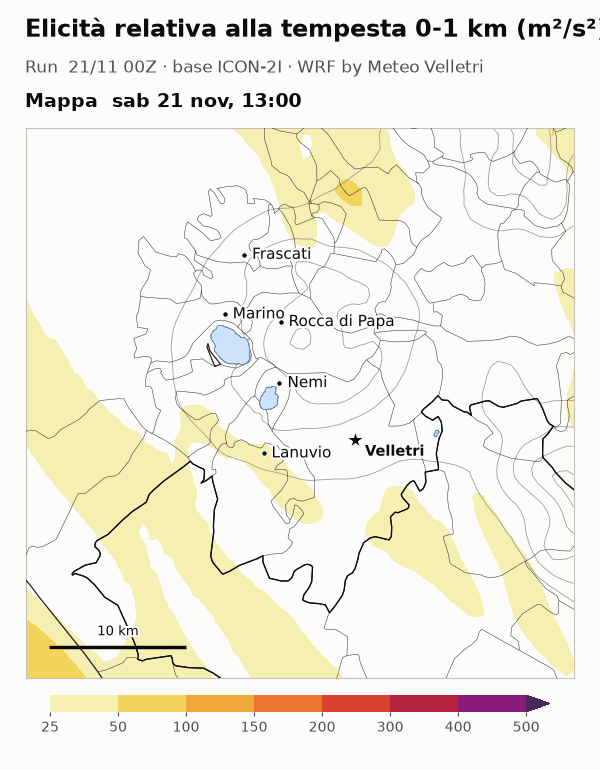 Elicità relativa alla tempesta 0-1 km (m²/s²)
Run  21/11 00Z · base ICON-2I · WRF by Meteo Velletri
Mappa  sab 21 nov, 13:00
Frascati
Marino
Rocca di Papa
Nemi
Velletri
Lanuvio
10 km
25 50 100 150 200 300 400 500